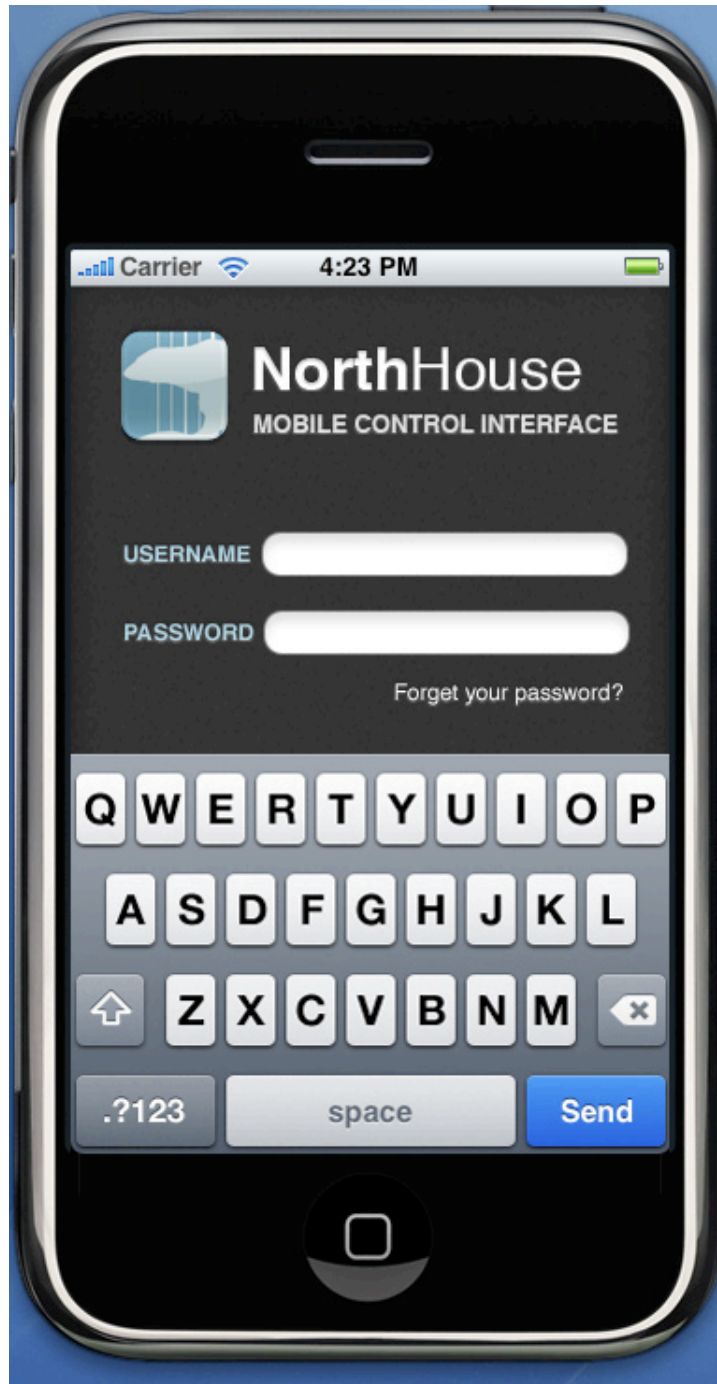 Carrier 4:23 PM
NorthHouse
MOBILE CONTROL INTERFACE
USERNAME
PASSWORD
Forget your password?
Q W E R T Y U I O P
A S D F G H J K L
Z X C V B N M
.?123 space Send